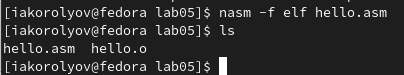 [iakorolyov@fedora lab05]$ nasm -f elf hello.asm
[iakorolyov@fedora lab05]$ ls
hello.asm  hello.o
[iakorolyov@fedora lab05]$